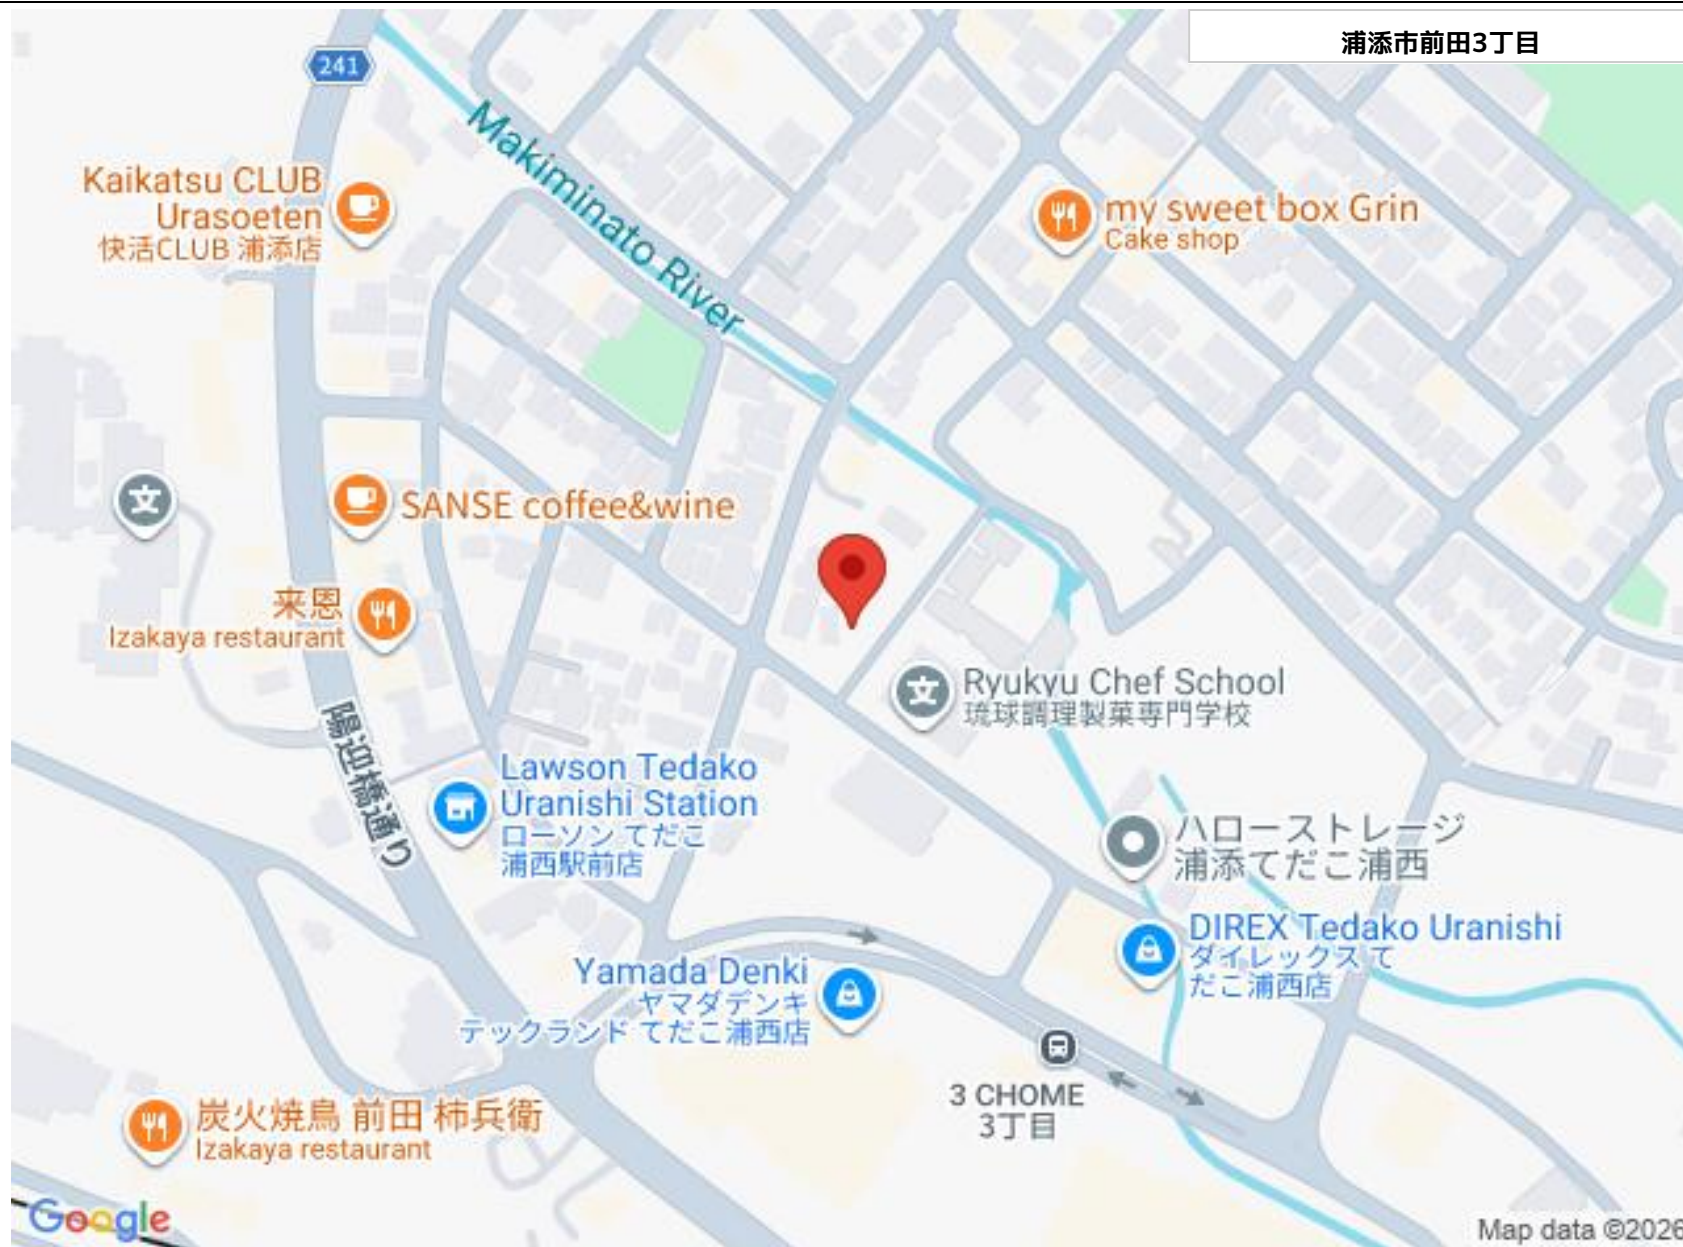 浦添市前田3丁目
241
Makiminato River
Kaikatsu CLUB
Urasoeten
快活CLUB 浦添店
my sweet box Grin
Cake shop
SANSE coffee&wine
来恩
Izakaya restaurant
Ryukyu Chef School
琉球調理製菓専門学校
陽迎橋通り
Lawson Tedako
Uranishi Station
ローソン てだこ
浦西駅前店
ハローストレージ
浦添てだこ浦西
DIREX Tedako Uranishi
ダイレックス て
だこ浦西店
Yamada Denki
ヤマダデンキ
テックランド てだこ浦西店
3 CHOME
3丁目
炭火焼鳥 前田 柿兵衛
Izakaya restaurant
Google
Map data ©2026
文
文